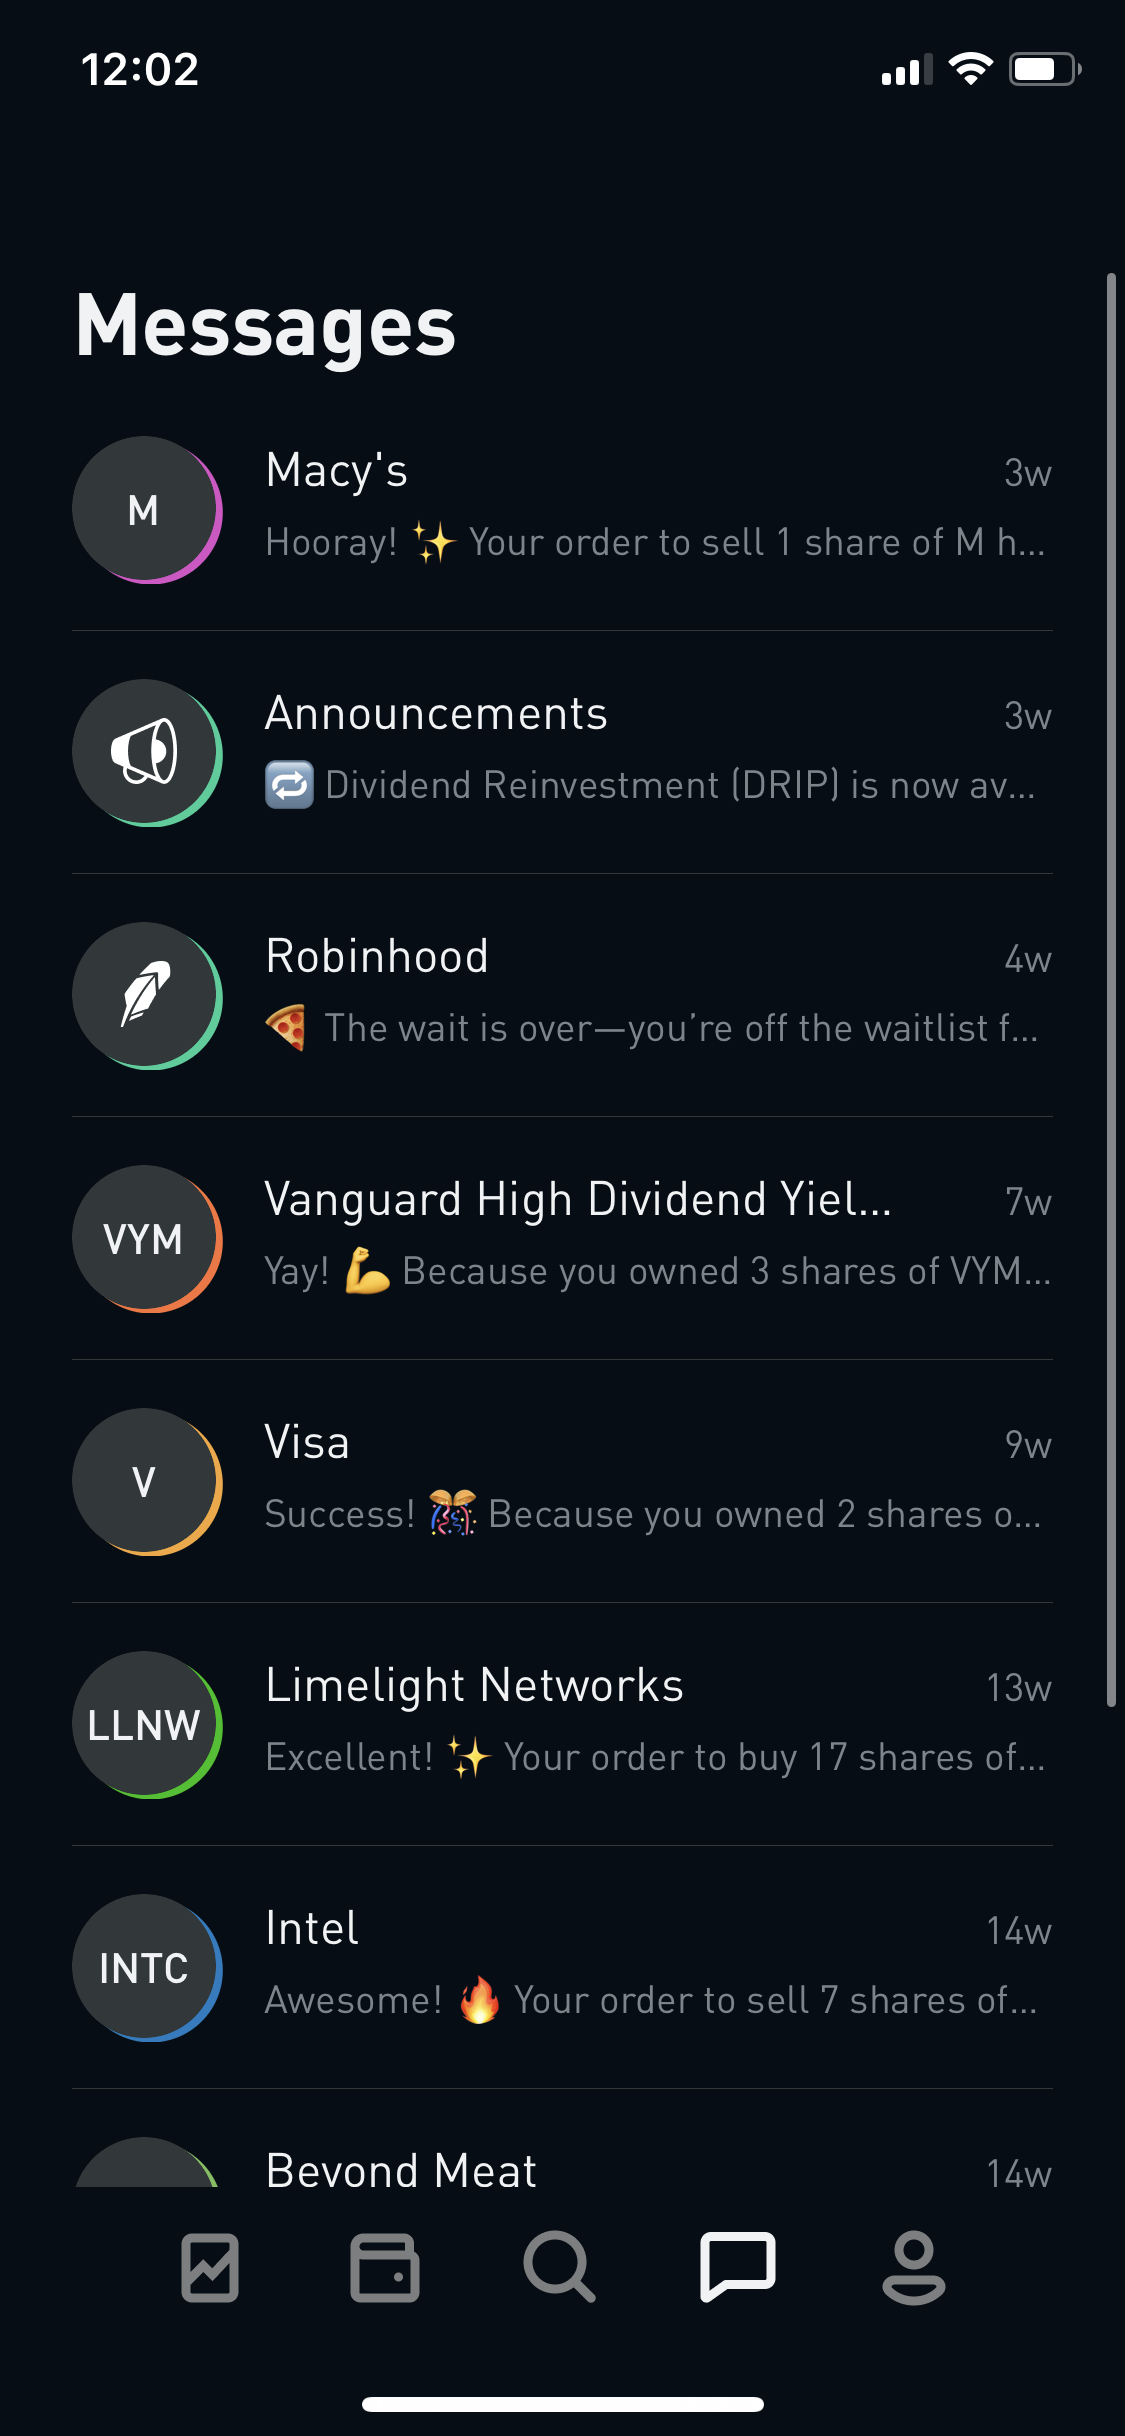 12:02
Messages
M
Macy's
3w
Hooray! ✨ Your order to sell 1 share of M h...
Announcements
3w
🔁 Dividend Reinvestment (DRIP) is now av...
Robinhood
4w
🍕 The wait is over—you’re off the waitlist f...
VYM
Vanguard High Dividend Yiel...
7w
Yay! 💪 Because you owned 3 shares of VYM...
V
Visa
9w
Success! 🎊 Because you owned 2 shares o...
LLNW
Limelight Networks
13w
Excellent! ✨ Your order to buy 17 shares of...
INTC
Intel
14w
Awesome! 🔥 Your order to sell 7 shares of...
Beyond Meat
14w